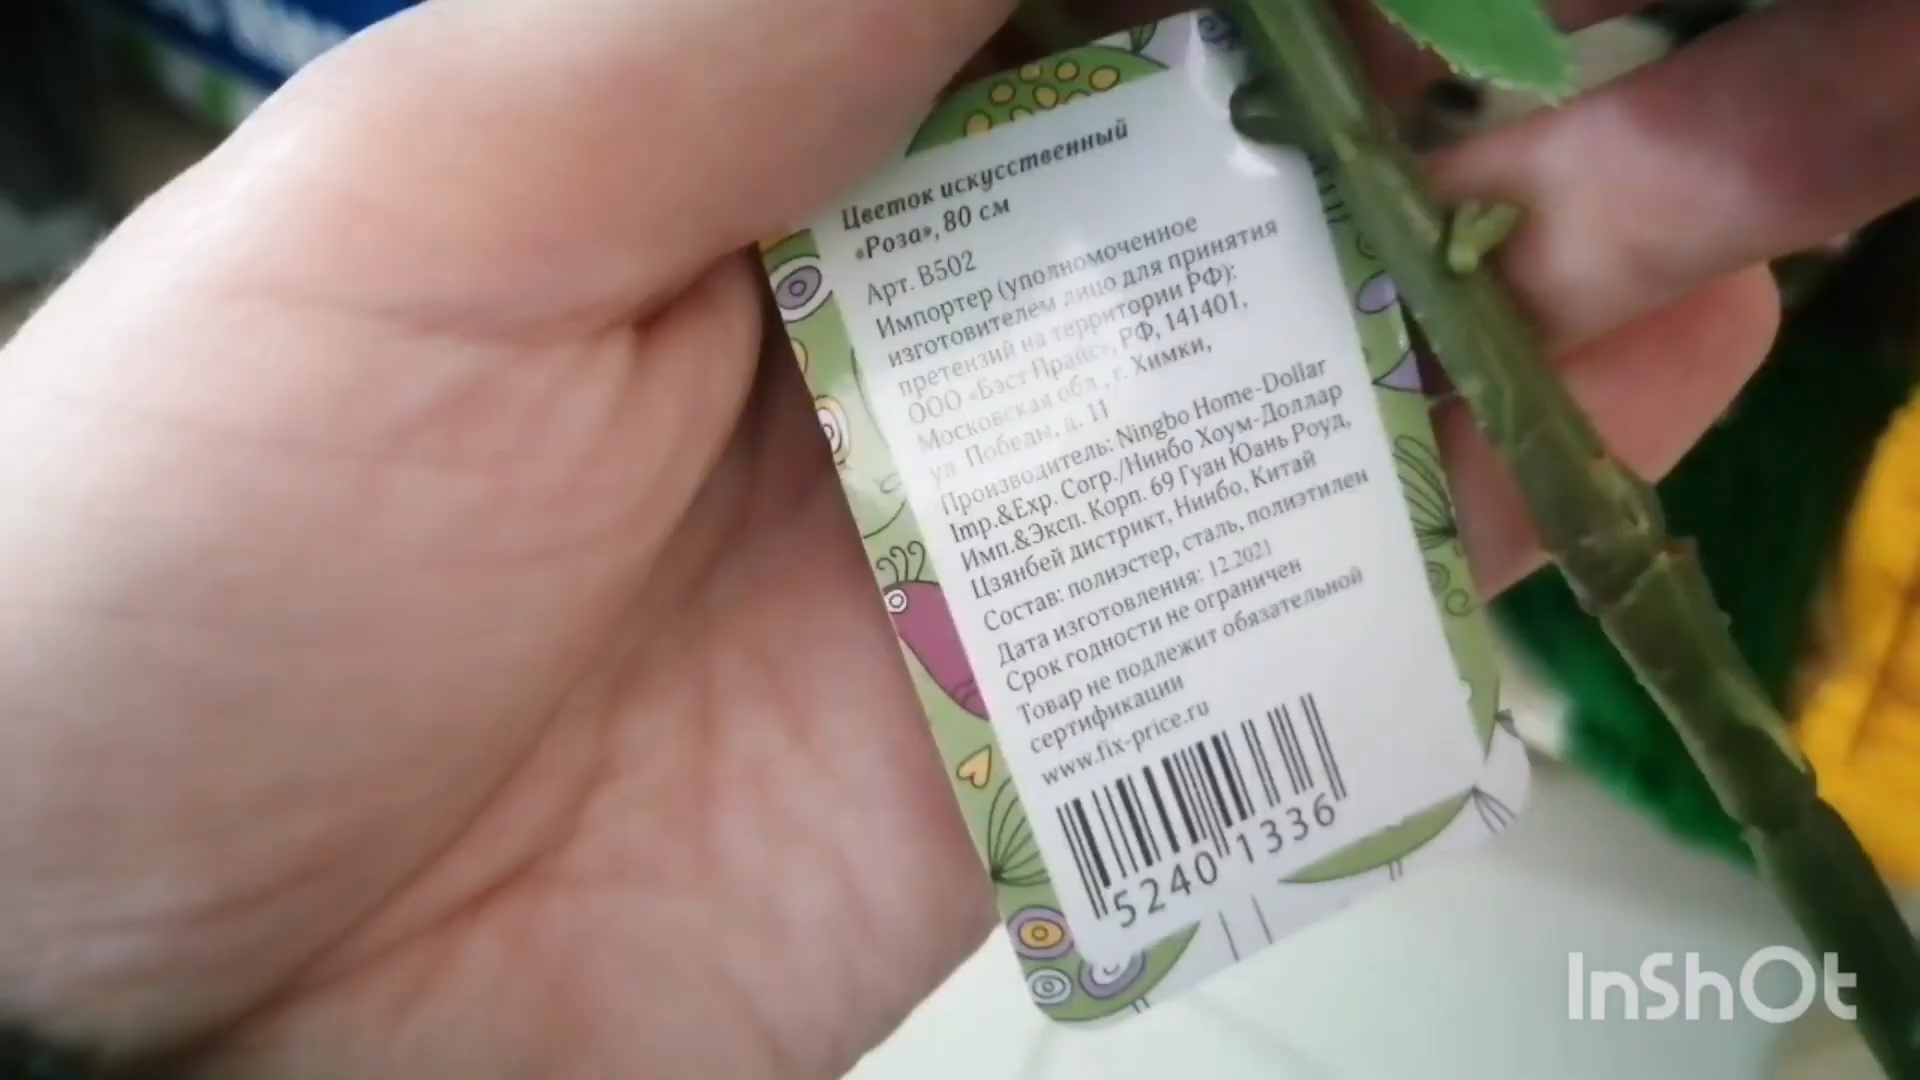 Цветок искусственный
«Роза», 80 см
Арт. B502
Импортер (уполномоченное
изготовителем лицо для принятия
претензий на территории РФ):
ООО «Бэст Прайс», РФ, 141401,
Московская обл., г. Химки,
ул. Победы, д. 11
Производитель: Ningbo Home-Dollar
Imp.&Exp. Corp./Нинбо Хоум-Доллар
Имп.&Эксп. Корп. 69 Гуан Юань Роуд,
Цзянбей дистрикт, Нинбо, Китай
Состав: полиэстер, сталь, полиэтилен
Дата изготовления: 12.2021
Срок годности не ограничен
Товар не подлежит обязательной
сертификации
www.fix-price.ru
5240 1336
InShOt